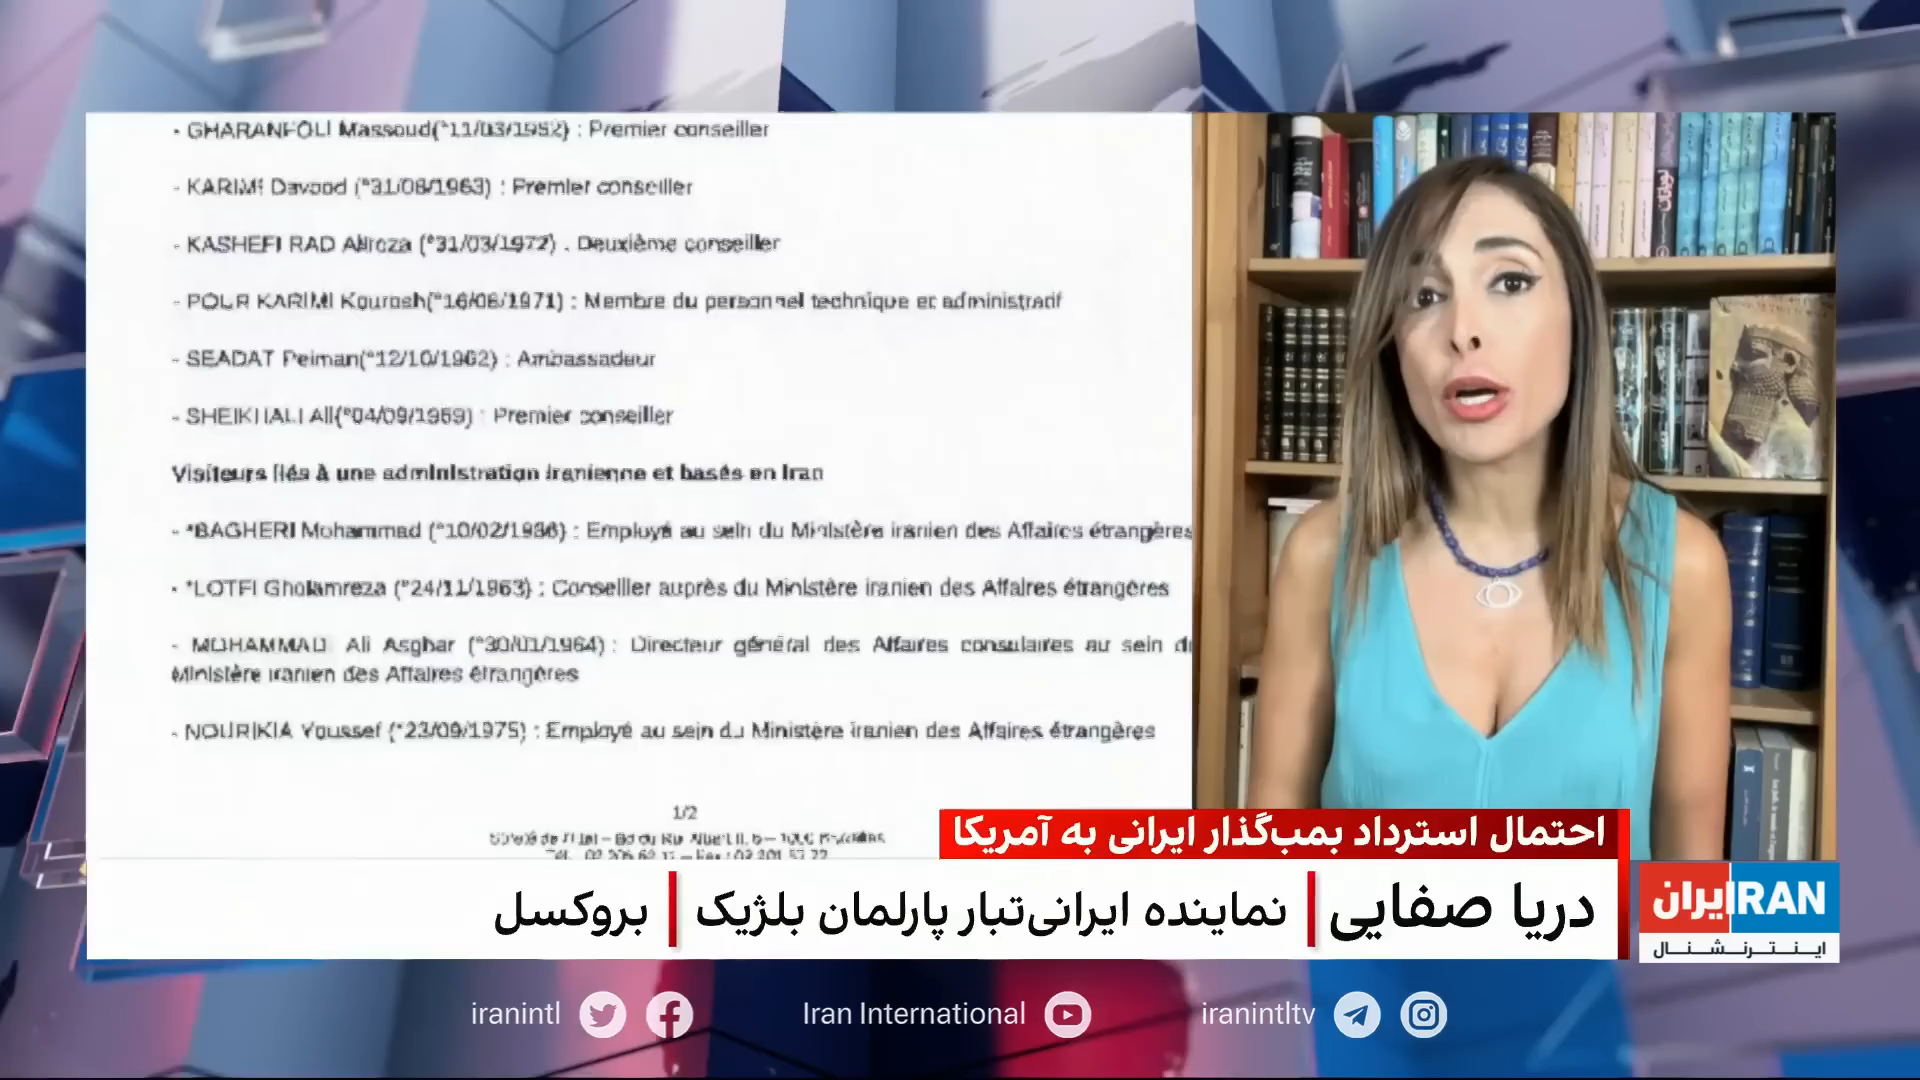 - GHARANFOLI Massoud(°11/03/1952) : Premier conseiller
- KARIMI Davood (°31/08/1963) : Premier conseiller
- KASHEFI RAD Alireza (°31/03/1972) : Deuxième conseiller
- POUR KARIMI Kourosh(°16/06/1971) : Membre du personnel technique et administratif
- SEADAT Peiman(°12/10/1962) : Ambassadeur
- SHEIKHALI Ali(°04/09/1959) : Premier conseiller
Visiteurs liés à une administration iranienne et basés en Iran
- *BAGHERI Mohammad (°10/02/1986) : Employé au sein du Ministère iranien des Affaires étrangères
- *LOTFI Gholamreza (°24/11/1963) : Conseiller auprès du Ministère iranien des Affaires étrangères
- MOHAMMADI Ali Asghar (°30/01/1964) : Directeur général des Affaires consulaires au sein
Ministère iranien des Affaires étrangères
- NOURIKIA Youssef (°23/09/1975) : Employé au sein du Ministère iranien des Affaires étrangères
1/2
احتمال استرداد بمب‌گذار ایرانی به آمریکا
دریا صفایی | نماینده ایرانی‌تبار پارلمان بلژیک | بروکسل
ایران IRAN
اینترنشنال
iranintl
Iran International
iranintltv